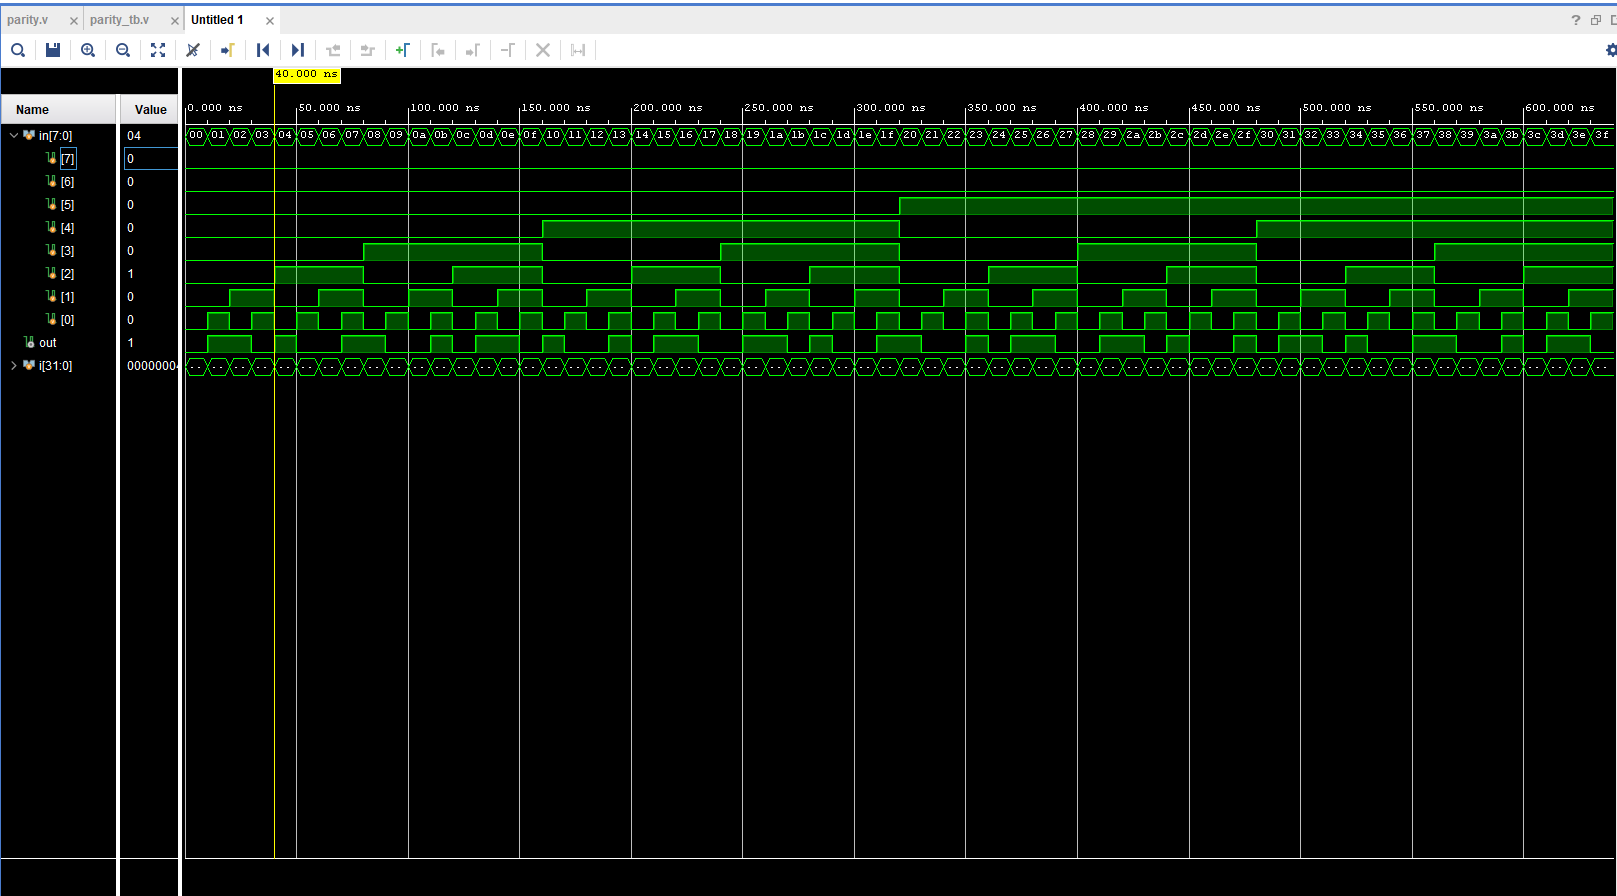 parity.v × parity_tb.v × Untitled 1 × ?
40.000 ns
Name Value 0.000 ns 50.000 ns 100.000 ns 150.000 ns 200.000 ns 250.000 ns 300.000 ns 350.000 ns 400.000 ns 450.000 ns 500.000 ns 550.000 ns 600.000 ns
in[7:0] 04 00 01 02 03 04 05 06 07 08 09 0a 0b 0c 0d 0e 0f 10 11 12 13 14 15 16 17 18 19 1a 1b 1c 1d 1e 1f 20 21 22 23 24 25 26 27 28 29 2a 2b 2c 2d 2e 2f 30 31 32 33 34 35 36 37 38 39 3a 3b 3c 3d 3e 3f
[7] 0
[6] 0
[5] 0
[4] 0
[3] 0
[2] 1
[1] 0
[0] 0
out 1
i[31:0] 00000004